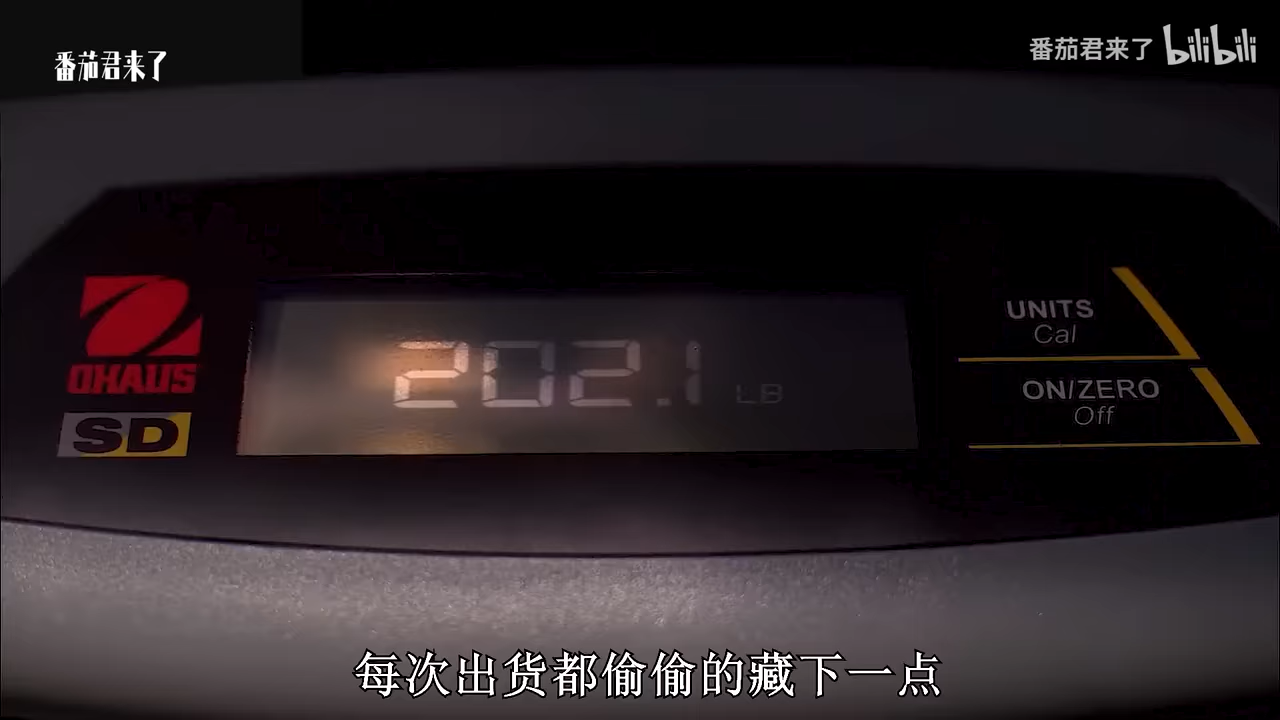 番茄君来了
番茄君来了 bilibili
OHAUS
SD
202.1 LB
UNITS
Cal
ON/ZERO
Off
每次出货都偷偷的藏下一点